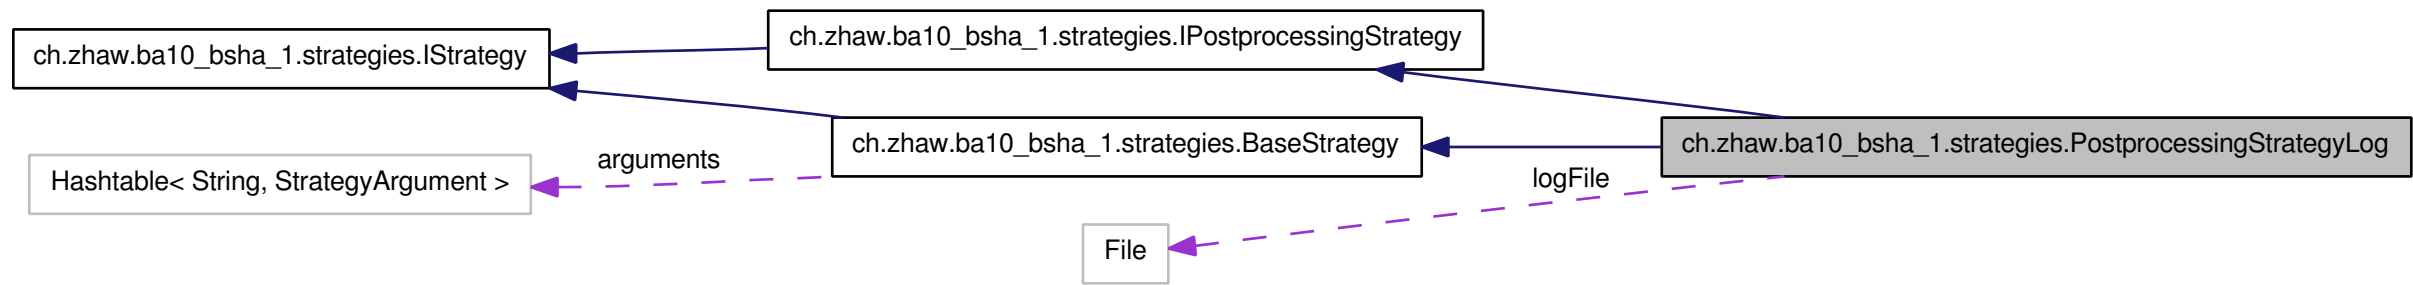 ch.zhaw.ba10_bsha_1.strategies.IStrategy
ch.zhaw.ba10_bsha_1.strategies.IPostprocessingStrategy
ch.zhaw.ba10_bsha_1.strategies.BaseStrategy
ch.zhaw.ba10_bsha_1.strategies.PostprocessingStrategyLog
arguments
Hashtable< String, StrategyArgument >
logFile
File